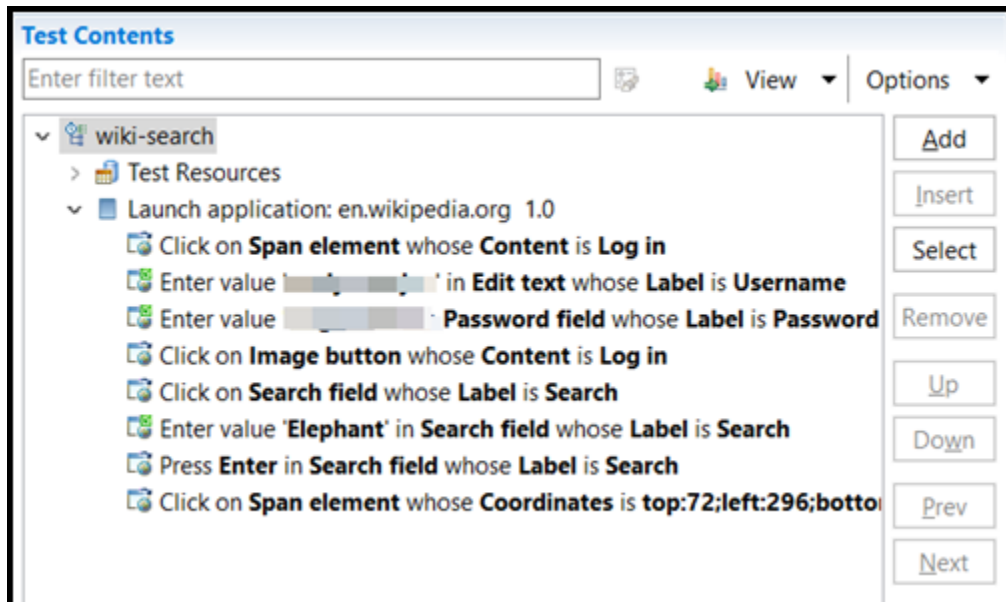 Test Contents
Enter filter text
View
Options
wiki-search
Test Resources
Launch application: en.wikipedia.org 1.0
Click on Span element whose Content is Log in
Enter value ' ' in Edit text whose Label is Username
Enter value Password field whose Label is Password
Click on Image button whose Content is Log in
Click on Search field whose Label is Search
Enter value 'Elephant' in Search field whose Label is Search
Press Enter in Search field whose Label is Search
Click on Span element whose Coordinates is top:72;left:296;botto
Add
Insert
Select
Remove
Up
Down
Prev
Next